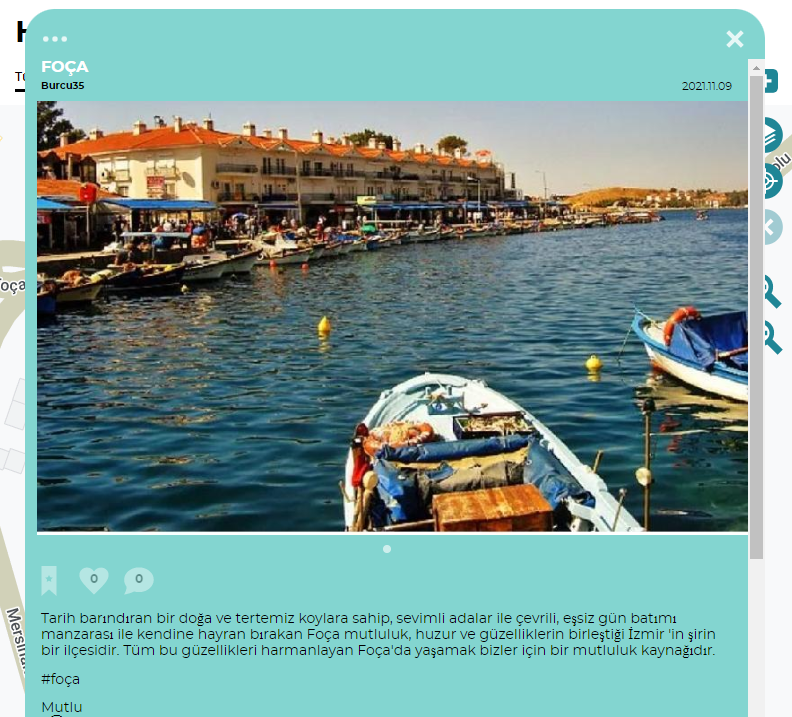 FOÇA
Burcu35
2021.11.09
0
0
Tarih barındıran bir doğa ve tertemiz koylara sahip, sevimli adalar ile çevrili, eşsiz gün batımı
manzarası ile kendine hayran bırakan Foça mutluluk, huzur ve güzelliklerin birleştiği İzmir 'in şirin
bir ilçesidir. Tüm bu güzellikleri harmanlayan Foça'da yaşamak bizler için bir mutluluk kaynağıdır.
#foça
Mutlu